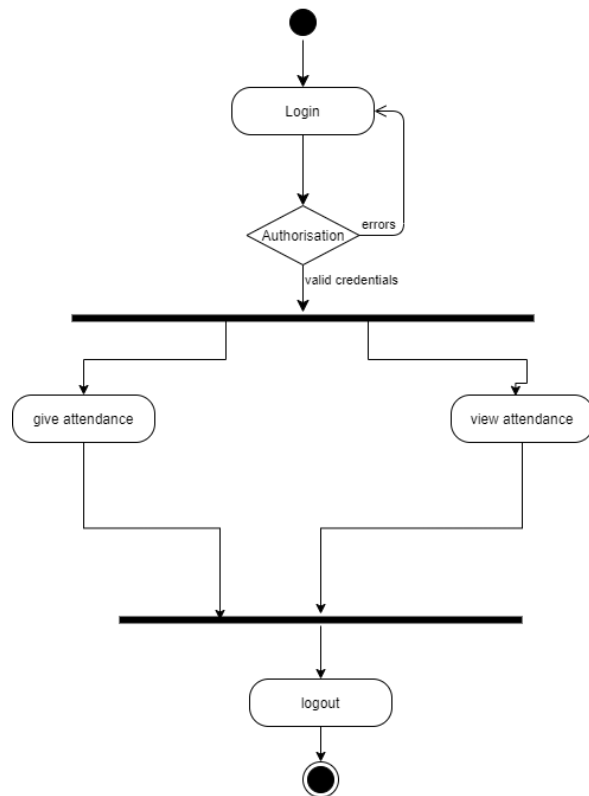 Login
Authorisation
errors
valid credentials
give attendance
view attendance
logout